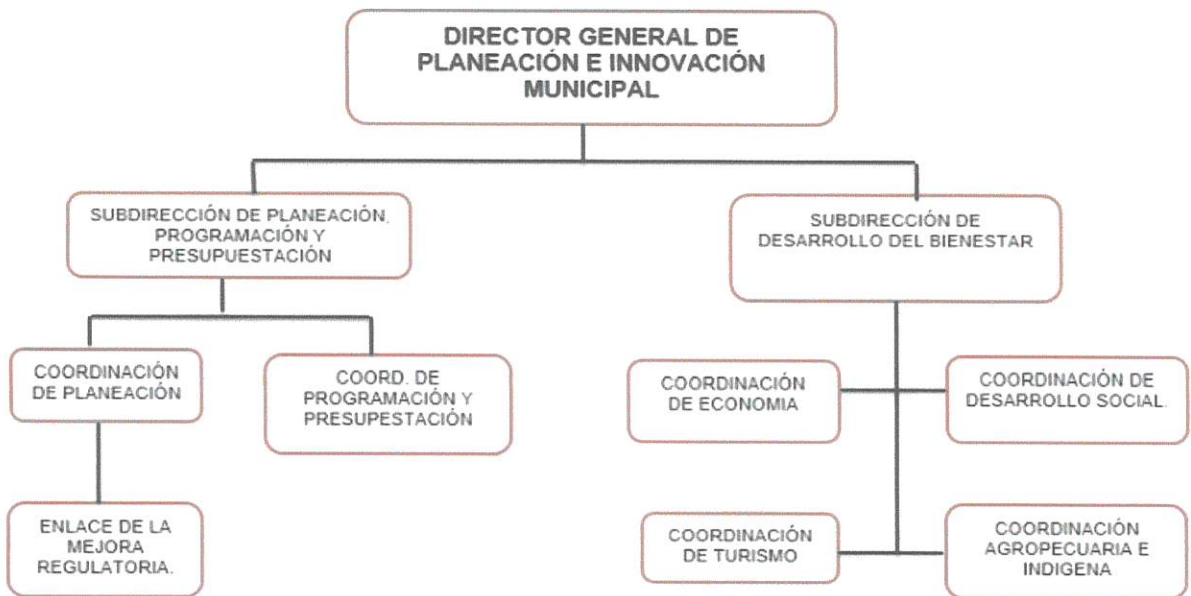 DIRECTOR GENERAL DE
PLANEACIÓN E INNOVACIÓN
MUNICIPAL
SUBDIRECCIÓN DE PLANEACIÓN,
PROGRAMACIÓN Y
PRESUPUESTACIÓN
SUBDIRECCIÓN DE
DESARROLLO DEL BIENESTAR
COORDINACIÓN
DE PLANEACIÓN
COORD. DE
PROGRAMACIÓN Y
PRESUPESTACIÓN
COORDINACIÓN
DE ECONOMIA
COORDINACIÓN DE
DESARROLLO SOCIAL.
ENLACE DE LA
MEJORA
REGULATORIA.
COORDINACIÓN
DE TURISMO
COORDINACIÓN
AGROPECUARIA E
INDIGENA